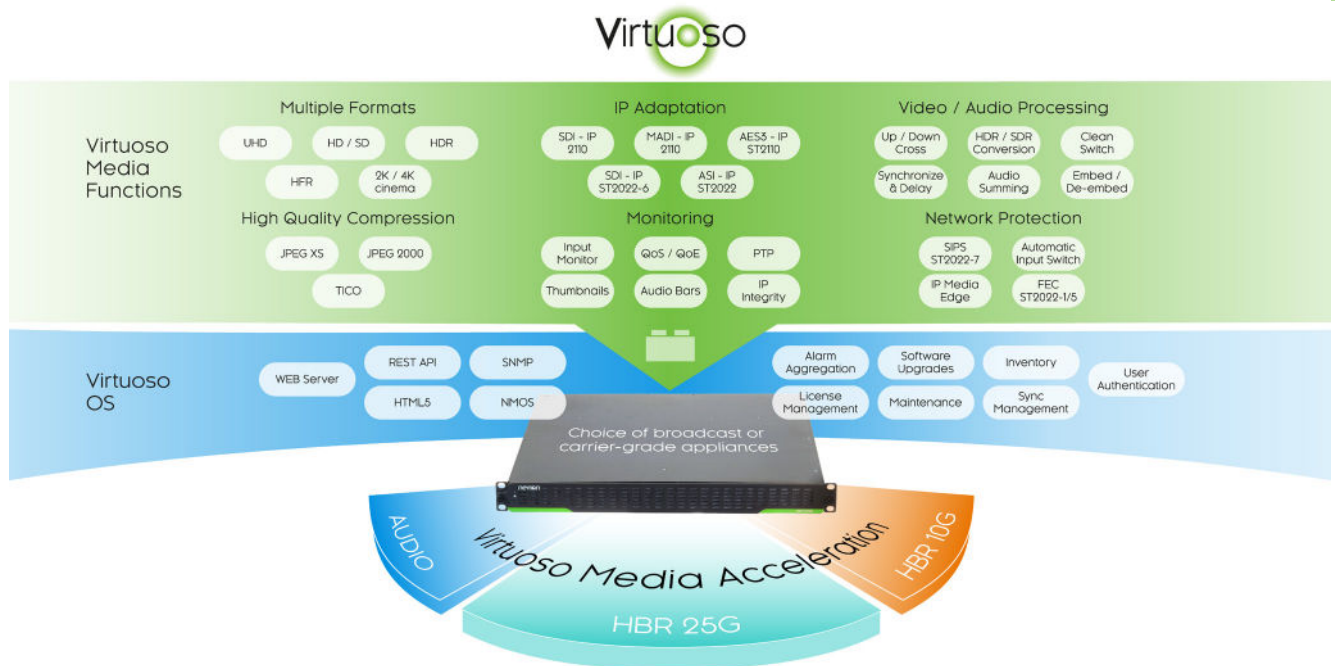 Virtuoso
Virtuoso
Media
Functions
Multiple Formats
UHD
HD / SD
HDR
HFR
2K / 4K
cinema
IP Adaptation
SDI - IP
2110
MADI - IP
2110
AES3 - IP
ST2110
SDI - IP
ST2022-6
ASI - IP
ST2022
Video / Audio Processing
Up / Down
Cross
HDR / SDR
Conversion
Clean
Switch
Synchronize
& Delay
Audio
Summing
Embed /
De-embed
High Quality Compression
JPEG XS
JPEG 2000
TICO
Monitoring
Input
Monitor
QoS / QoE
PTP
Thumbnails
Audio Bars
IP
Integrity
Network Protection
SIPS
ST2022-7
Automatic
Input Switch
IP Media
Edge
FEC
ST2022-1/5
Virtuoso
OS
WEB Server
REST API
SNMP
HTML5
NMOS
Alarm
Aggregation
Software
Upgrades
Inventory
User
Authentication
License
Management
Maintenance
Sync
Management
Choice of broadcast or
carrier-grade appliances
nevion
AUDIO
Virtuoso Media Acceleration
HBR 10G
HBR 25G